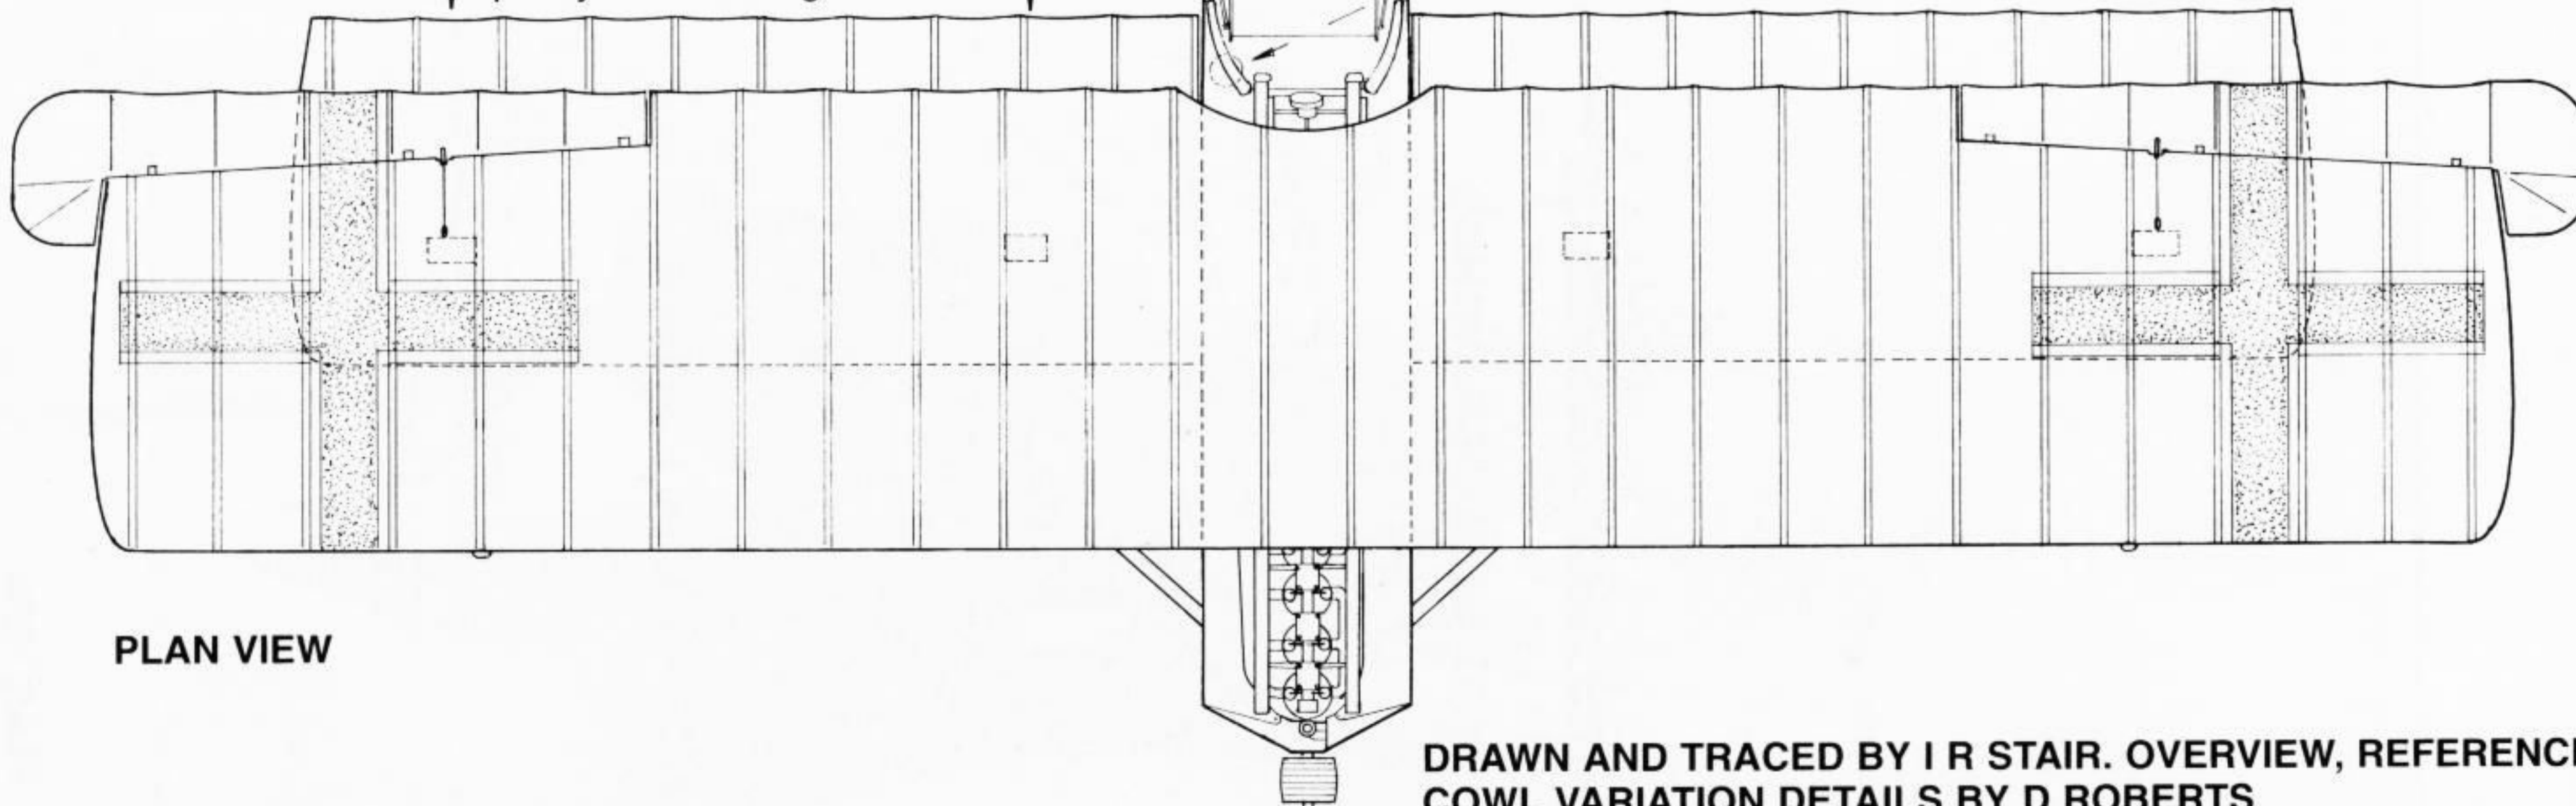 PLAN VIEW
DRAWN AND TRACED BY I R STAIR. OVERVIEW, REFERENC
COWL VARIATION DETAILS BY D ROBERTS